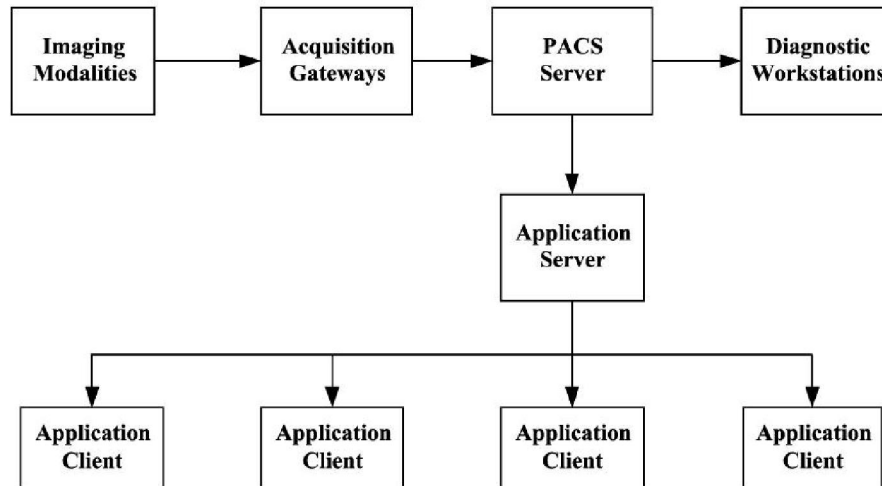 Imaging
Modalities
Acquisition
Gateways
PACS
Server
Diagnostic
Workstations
Application
Server
Application
Client
Application
Client
Application
Client
Application
Client